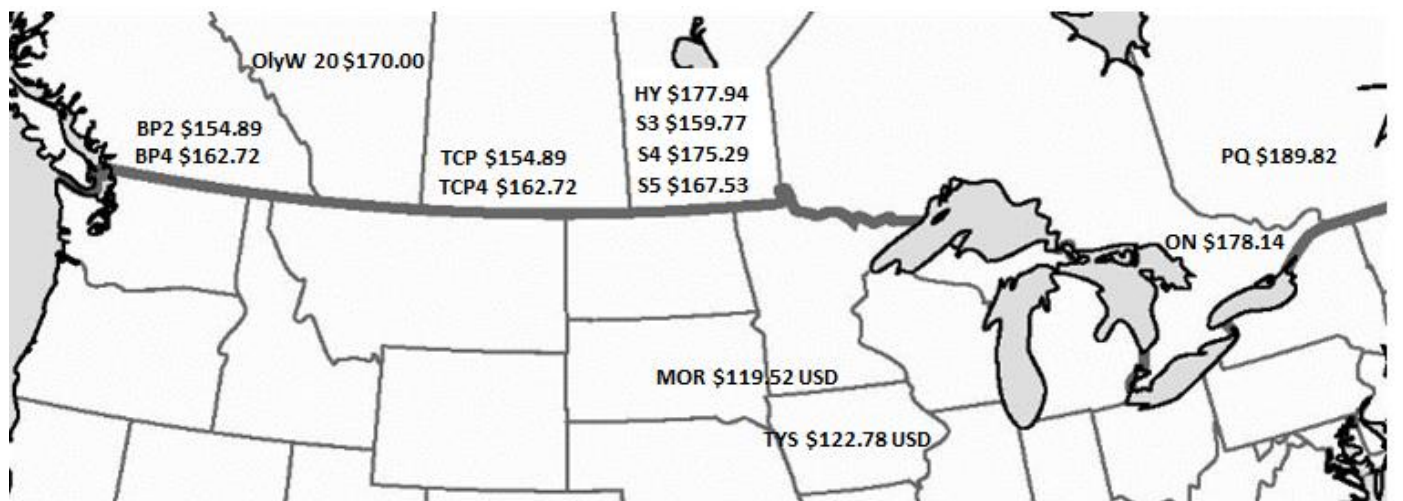 OlyW 20 $170.00
BP2 $154.89
BP4 $162.72
TCP $154.89
TCP4 $162.72
HY $177.94
S3 $159.77
S4 $175.29
S5 $167.53
PQ $189.82
ON $178.14
MOR $119.52 USD
TYS $122.78 USD